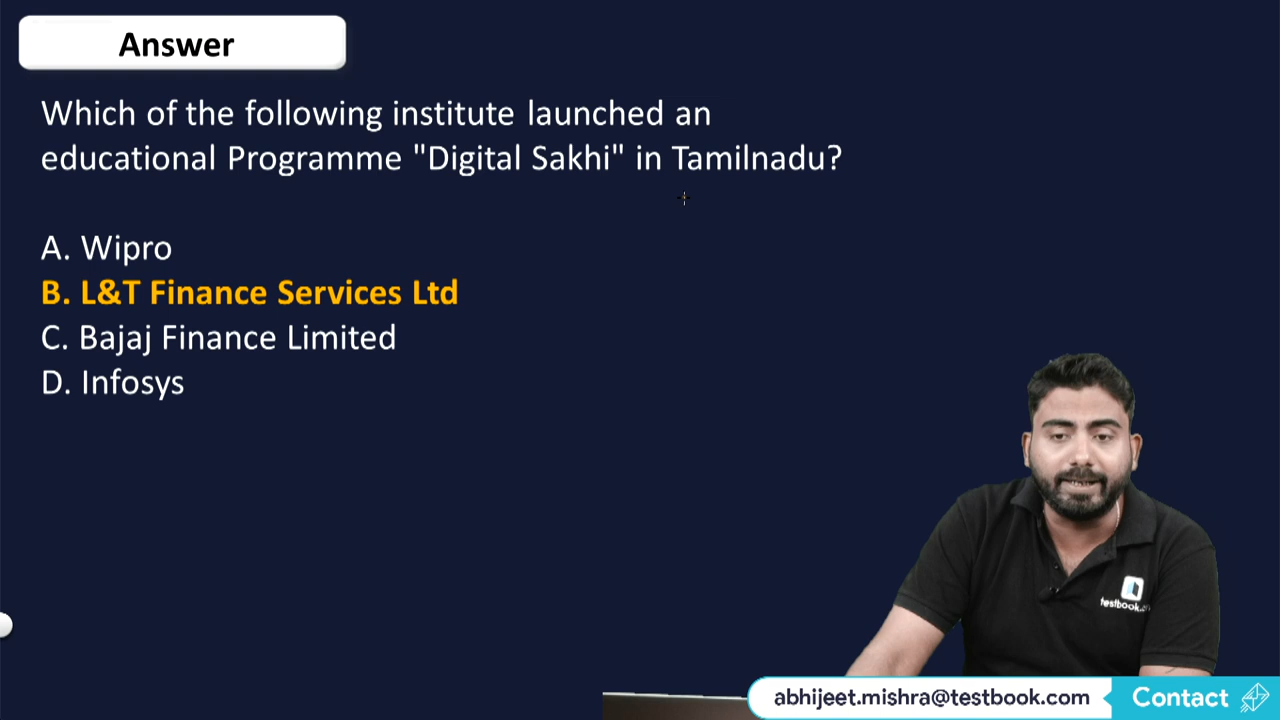 Answer
Which of the following institute launched an
educational Programme "Digital Sakhi" in Tamilnadu?
A. Wipro
B. L&T Finance Services Ltd
C. Bajaj Finance Limited
D. Infosys
abhijeet.mishra@testbook.com Contact